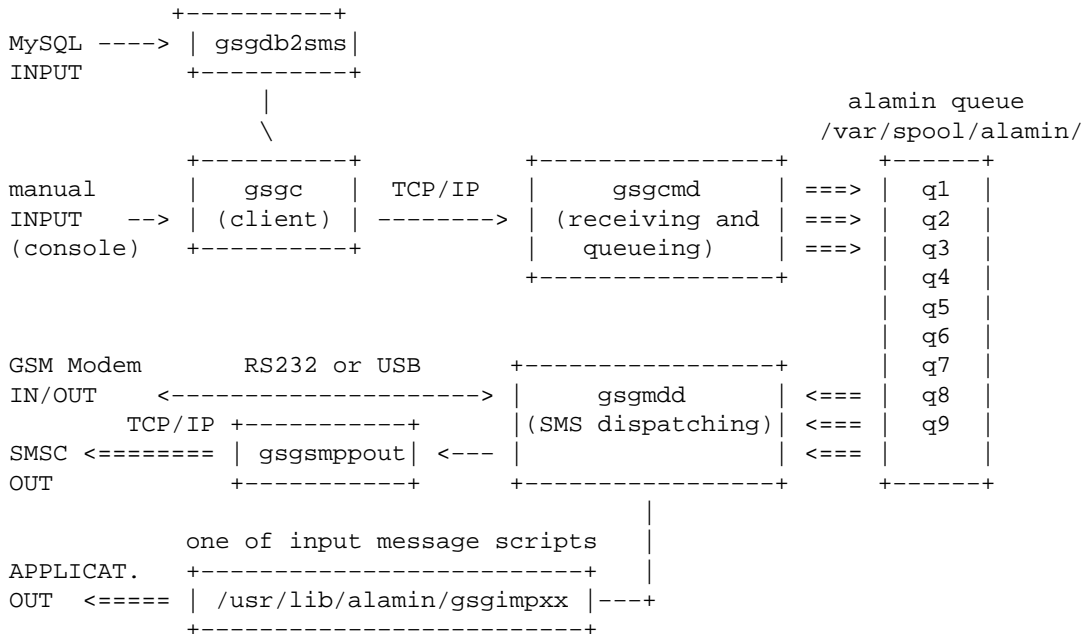 MySQL ----> | gsgdb2sms|
INPUT
|                                  alamin queue
\                                /var/spool/alamin/
manual | gsgc | TCP/IP | gsgcmd | ===> | q1 |
INPUT --> | (client) | --------> | (receiving and | ===> | q2 |
(console) | queueing) | ===> | q3 |
| q4 |
| q5 |
| q6 |
GSM Modem RS232 or USB | q7 |
IN/OUT <---------------------> | gsgmdd | <=== | q8 |
TCP/IP |(SMS dispatching)| <=== | q9 |
SMSC <======== | gsgsmppout| <--- | | <=== | |
OUT
one of input message scripts |
APPLICAT. |
OUT <===== | /usr/lib/alamin/gsgimpxx |---+